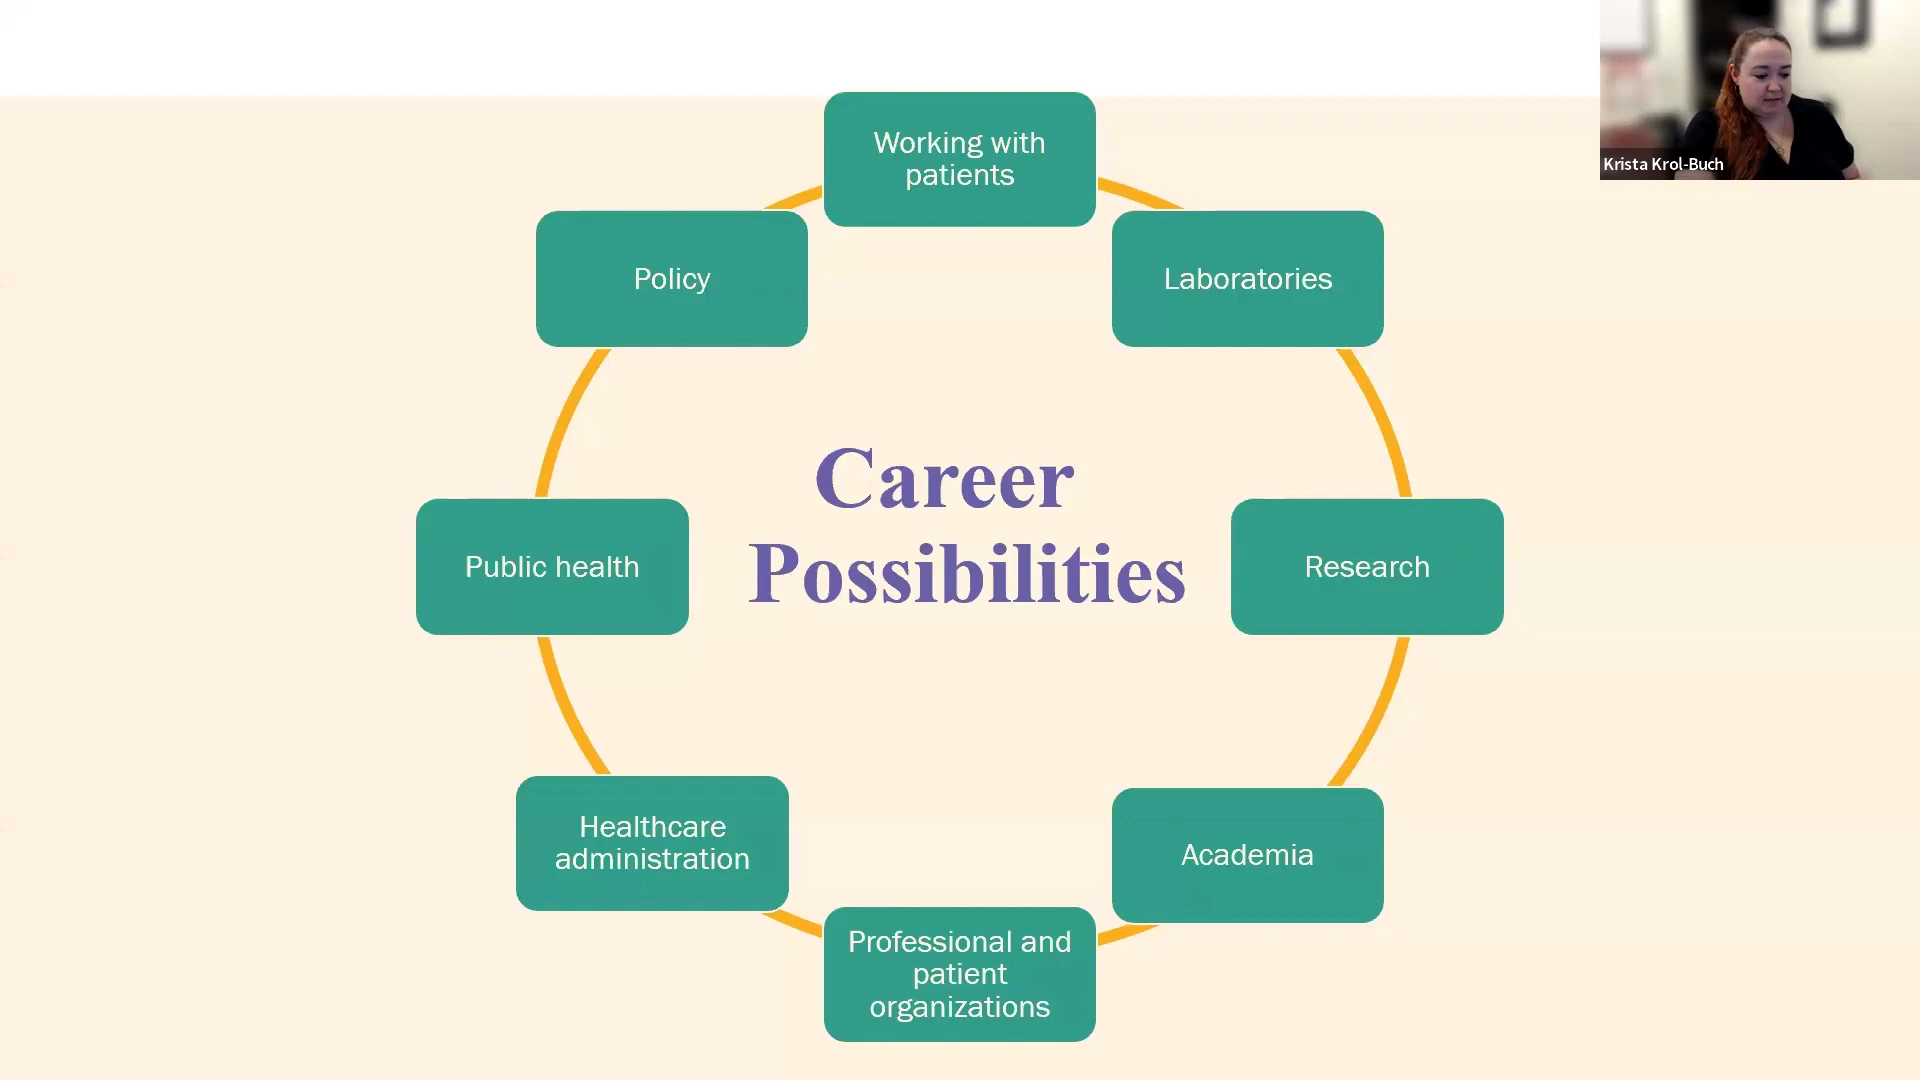 Working with
patients
Krista Krol-Buch
Policy
Laboratories
Career
Possibilities
Public health
Research
Healthcare
administration
Academia
Professional and
patient
organizations